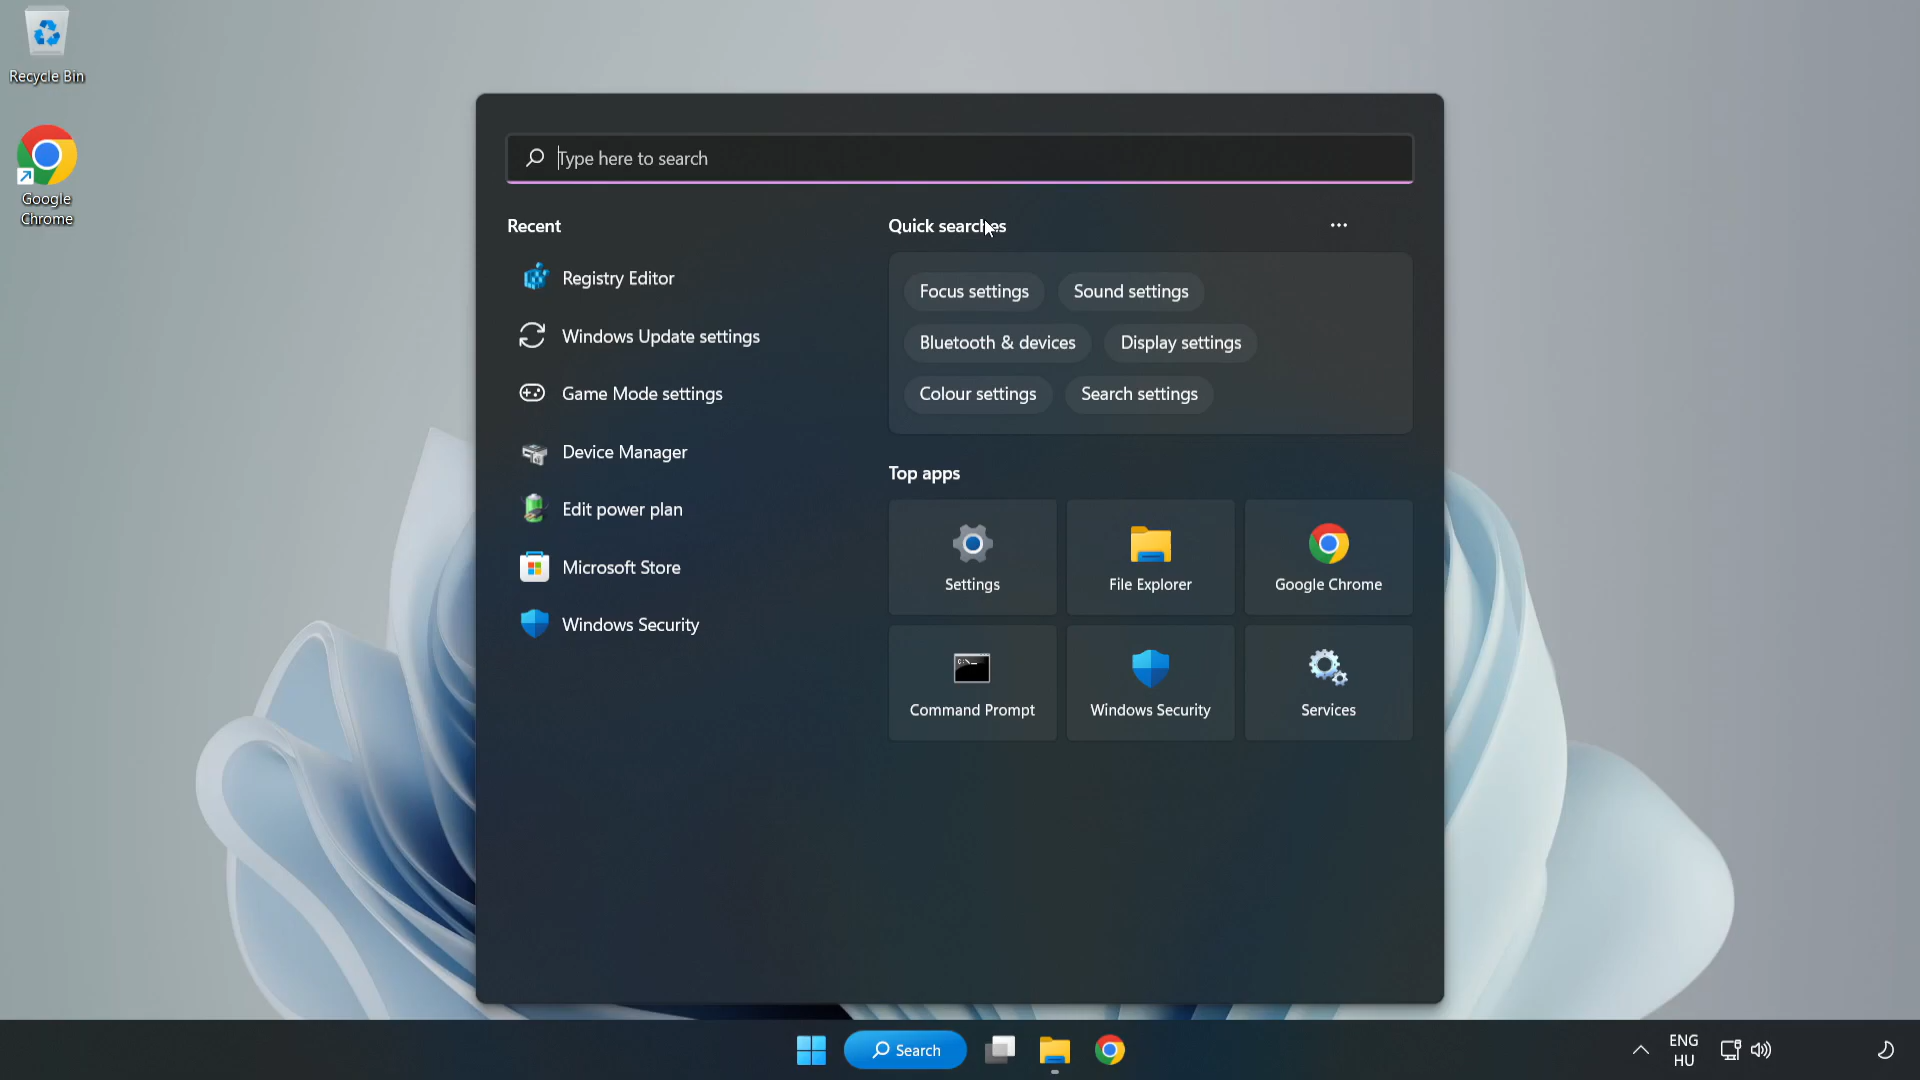 Recycle Bin
Google
Chrome
Type here to search
Recent
Registry Editor
Windows Update settings
Game Mode settings
Device Manager
Edit power plan
Microsoft Store
Windows Security
Quick searches
Focus settings
Sound settings
Bluetooth & devices
Display settings
Colour settings
Search settings
Top apps
Settings
File Explorer
Google Chrome
Command Prompt
Windows Security
Services
Search
ENG
HU